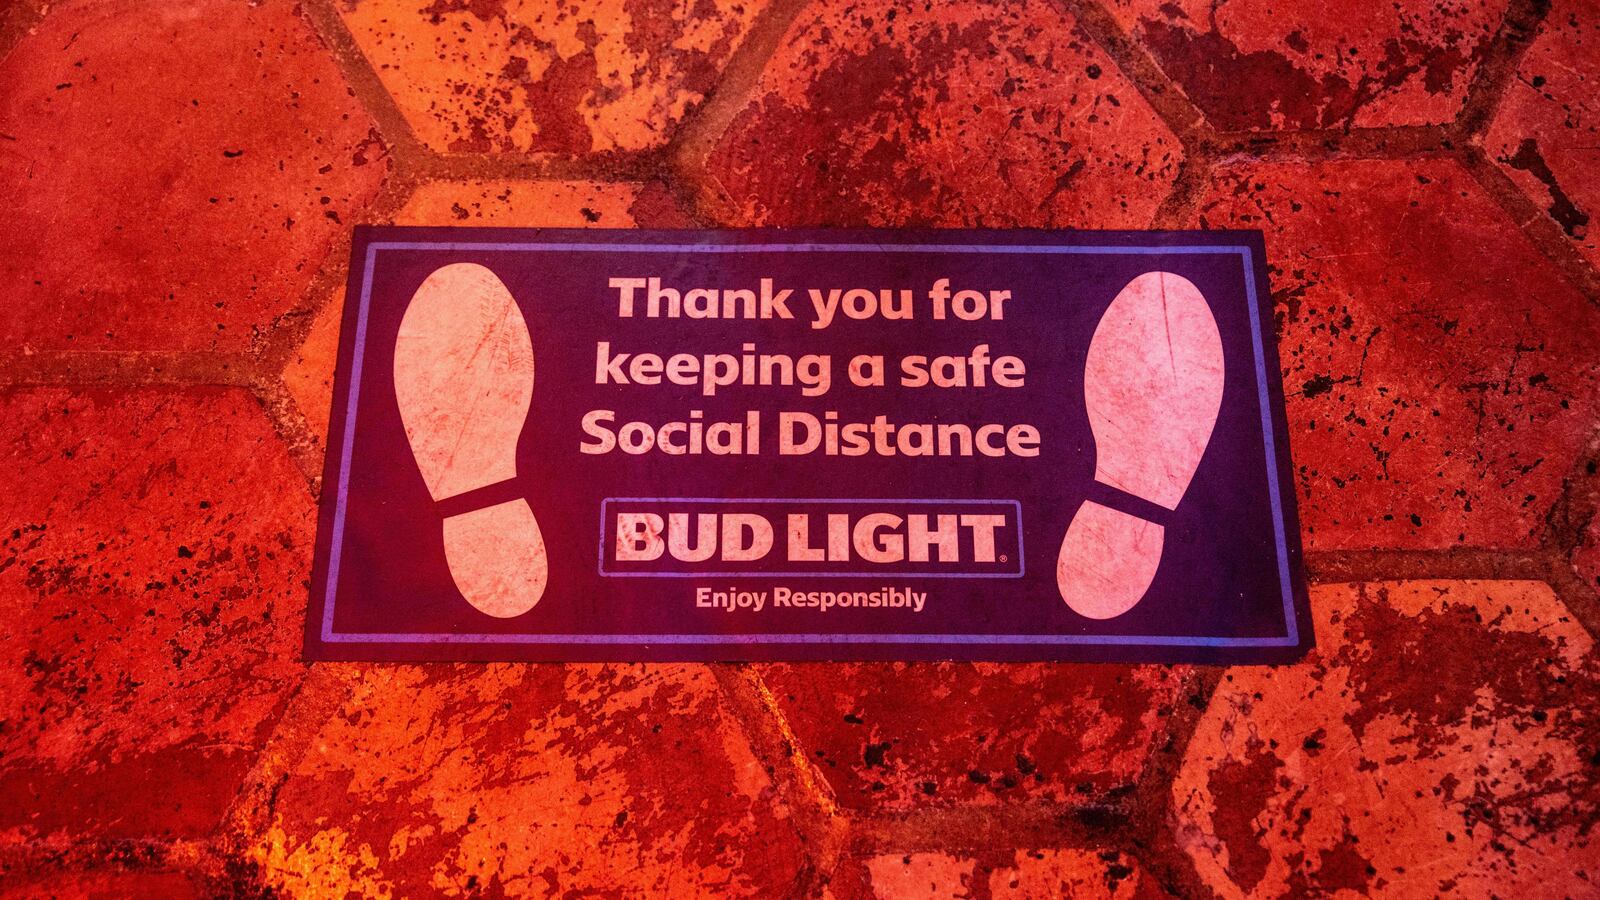 Thank you for
keeping a safe
Social Distance
BUD LIGHT®
Enjoy Responsibly